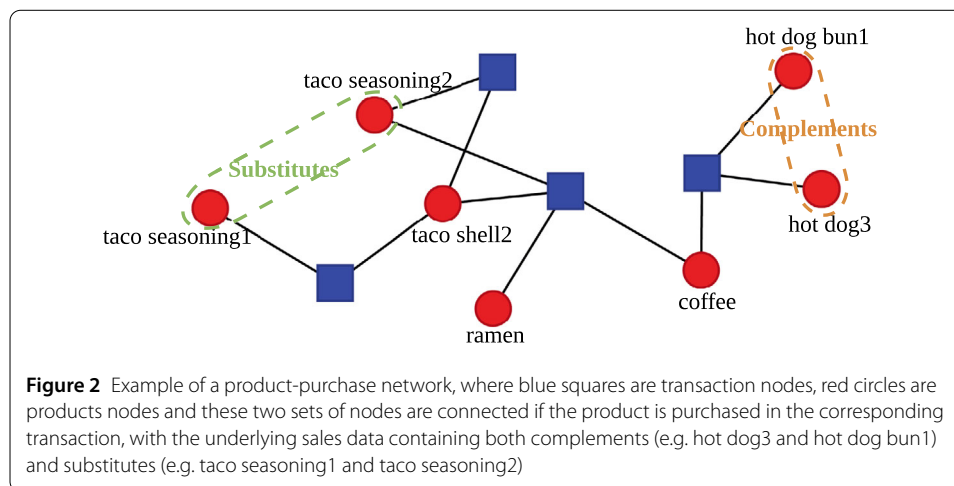 hot dog bun1
taco seasoning2
Complements
Substitutes
taco seasoning1
taco shell2
hot dog3
coffee
ramen
Figure 2 Example of a product-purchase network, where blue squares are transaction nodes, red circles are
products nodes and these two sets of nodes are connected if the product is purchased in the corresponding
transaction, with the underlying sales data containing both complements (e.g. hot dog3 and hot dog bun1)
and substitutes (e.g. taco seasoning1 and taco seasoning2)